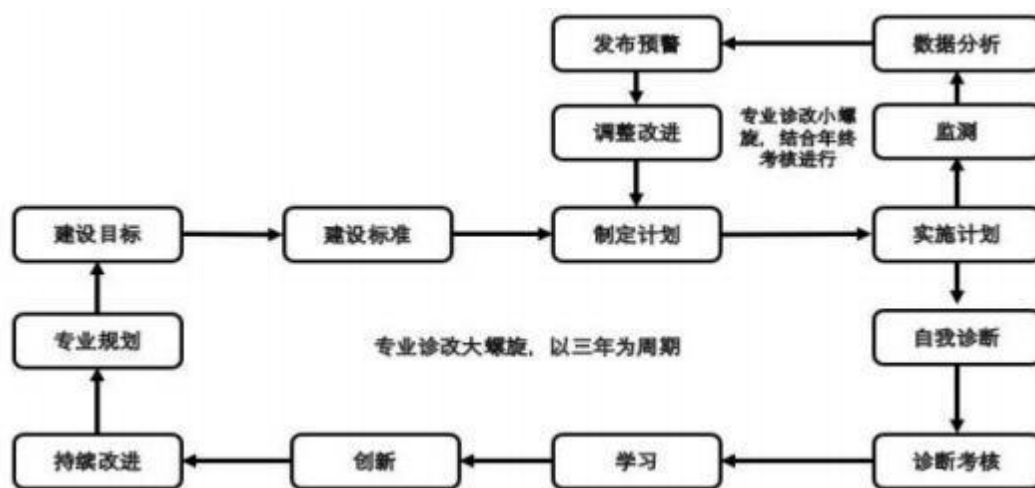 发布预警
数据分析
调整改进
专业诊改小螺
旋，结合年终
考核进行
监测
建设目标
建设标准
制定计划
实施计划
专业规划
专业诊改大螺旋，以三年为周期
自我诊断
持续改进
创新
学习
诊断考核